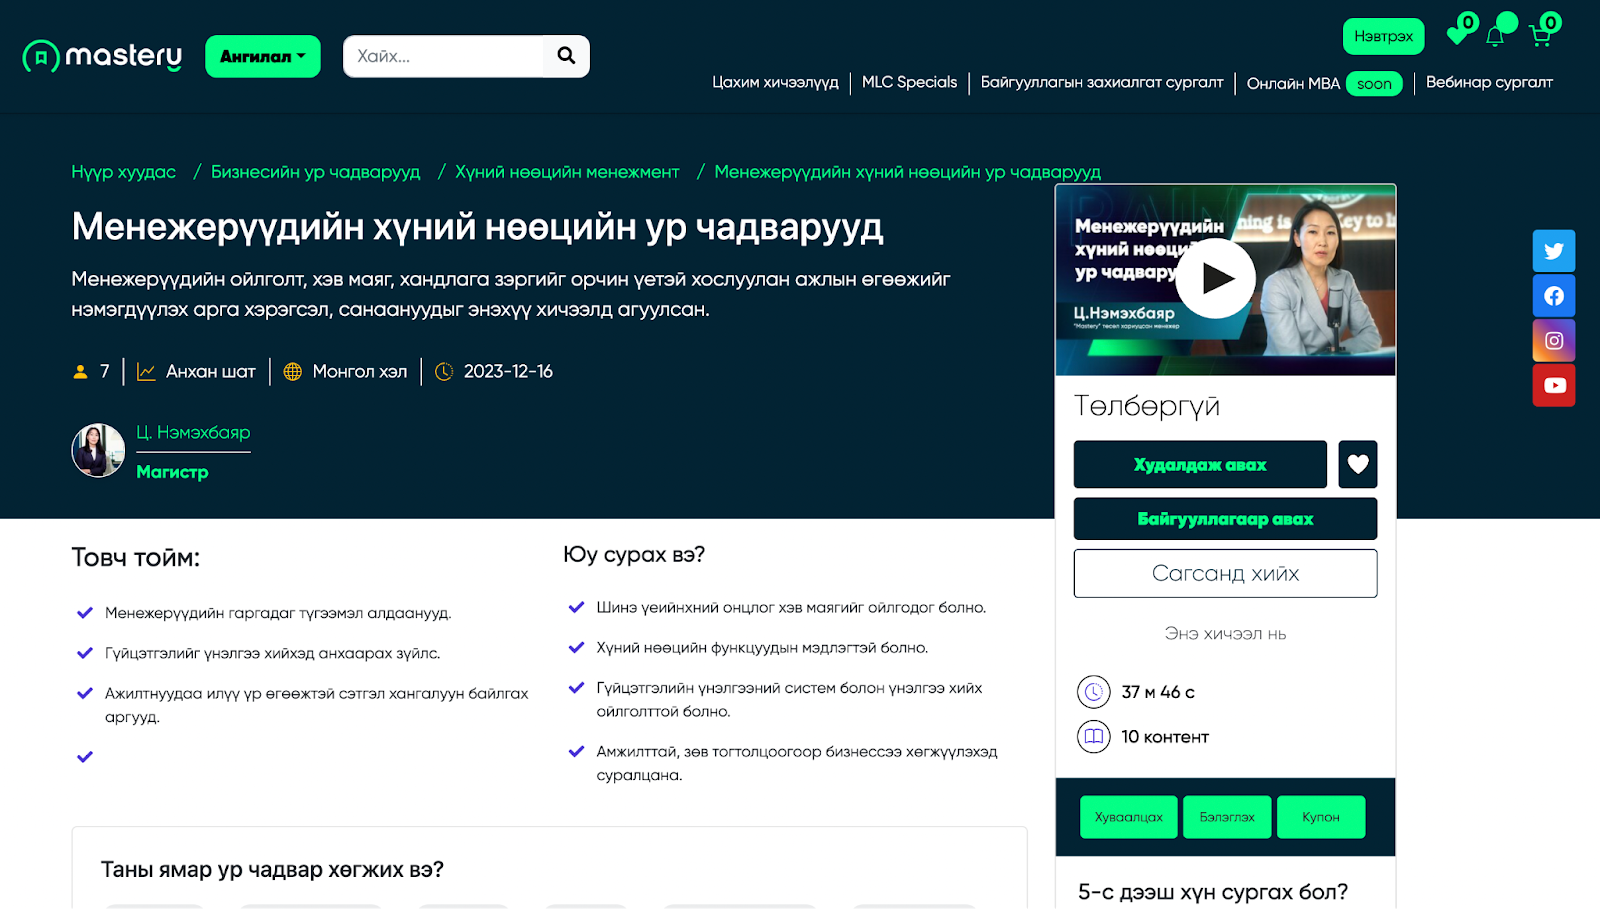 mastery
Ангилал
Хайх...
Нэвтрэх
0
0
Цахим хичээлүүд
MLC Specials
Байгууллагын захиалгат сургалт
Онлайн MBA soon
Вебинар сургалт
Нүүр хуудас / Бизнесийн ур чадварууд / Хүний нөөцийн менежмент / Менежерүүдийн хүний нөөцийн ур чадварууд
Менежерүүдийн хүний нөөцийн ур чадварууд
Менежерүүдийн ойлголт, хэв маяг, хандлага зэргийг орчин үетэй хослуулан ажлын өгөөжийг
нэмэгдүүлэх арга хэрэгсэл, санаануудыг энэхүү хичээлд агуулсан.
7
Анхан шат
Монгол хэл
2023-12-16
Ц. Нэмэхбаяр
Магистр
Менежерүүдийн
хүний нөөци
ур чадвару
Ц.Нэмэхбаяр
"Mastery" төсөл хариуцсан менежер
Төлбөргүй
Худалдаж авах
Байгууллагаар авах
Сагсанд хийх
Энэ хичээл нь
37 м 46 с
10 контент
Хуваалцах
Бэлэглэх
Купон
5-с дээш хүн сургах бол?
Товч тойм:
Менежерүүдийн гаргадаг түгээмэл алдаанууд.
Гүйцэтгэлийг үнэлгээ хийхэд анхаарах зүйлс.
Ажилтнуудаа илүү үр өгөөжтэй сэтгэл хангалуун байлгах
аргууд.
Юу сурах вэ?
Шинэ үеийнхний онцлог хэв маягийг ойлгодог болно.
Хүний нөөцийн функцуудын мэдлэгтэй болно.
Гүйцэтгэлийн үнэлгээний систем болон үнэлгээ хийх
ойлголттой болно.
Амжилттай, зөв тогтолцоогоор бизнессээ хөгжүүлэхэд
суралцана.
Таны ямар ур чадвар хөгжих вэ?